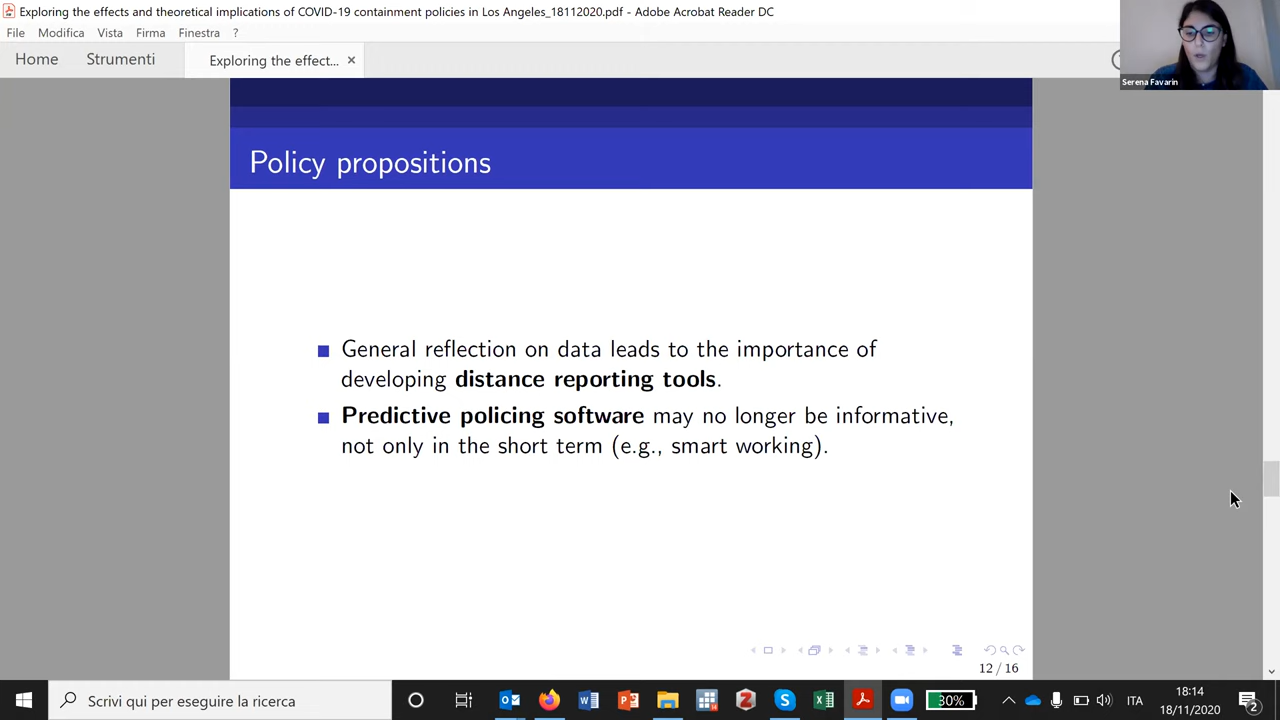 Exploring the effects and theoretical implications of COVID-19 containment policies in Los Angeles_18112020.pdf - Adobe Acrobat Reader DC
File Modifica Vista Firma Finestra ?
Home Strumenti Exploring the effect... ×
Serena Favarin
Policy propositions
General reflection on data leads to the importance of
developing distance reporting tools.
Predictive policing software may no longer be informative,
not only in the short term (e.g., smart working).
12 / 16
Scrivi qui per eseguire la ricerca
30%
ITA
18:14
18/11/2020
2